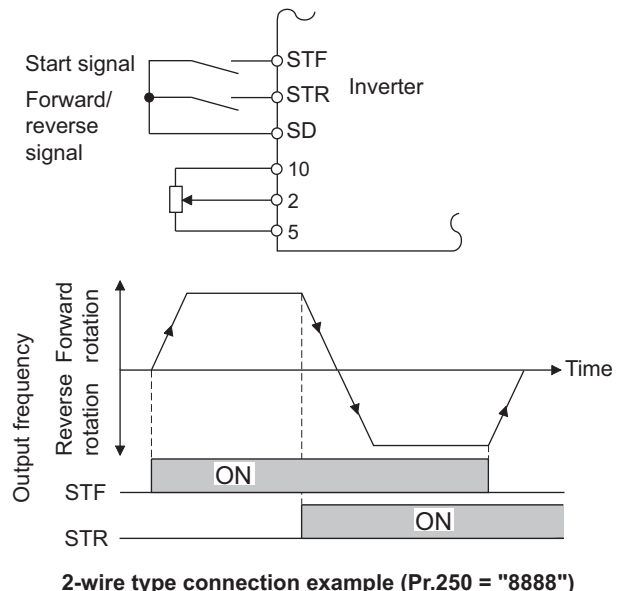 Start signal
Forward/
reverse
signal
STF
STR
SD
10
2
5
Inverter
Output frequency
Reverse Forward
rotation rotation
Time
STF
ON
STR
ON
2-wire type connection example (Pr.250 = "8888")